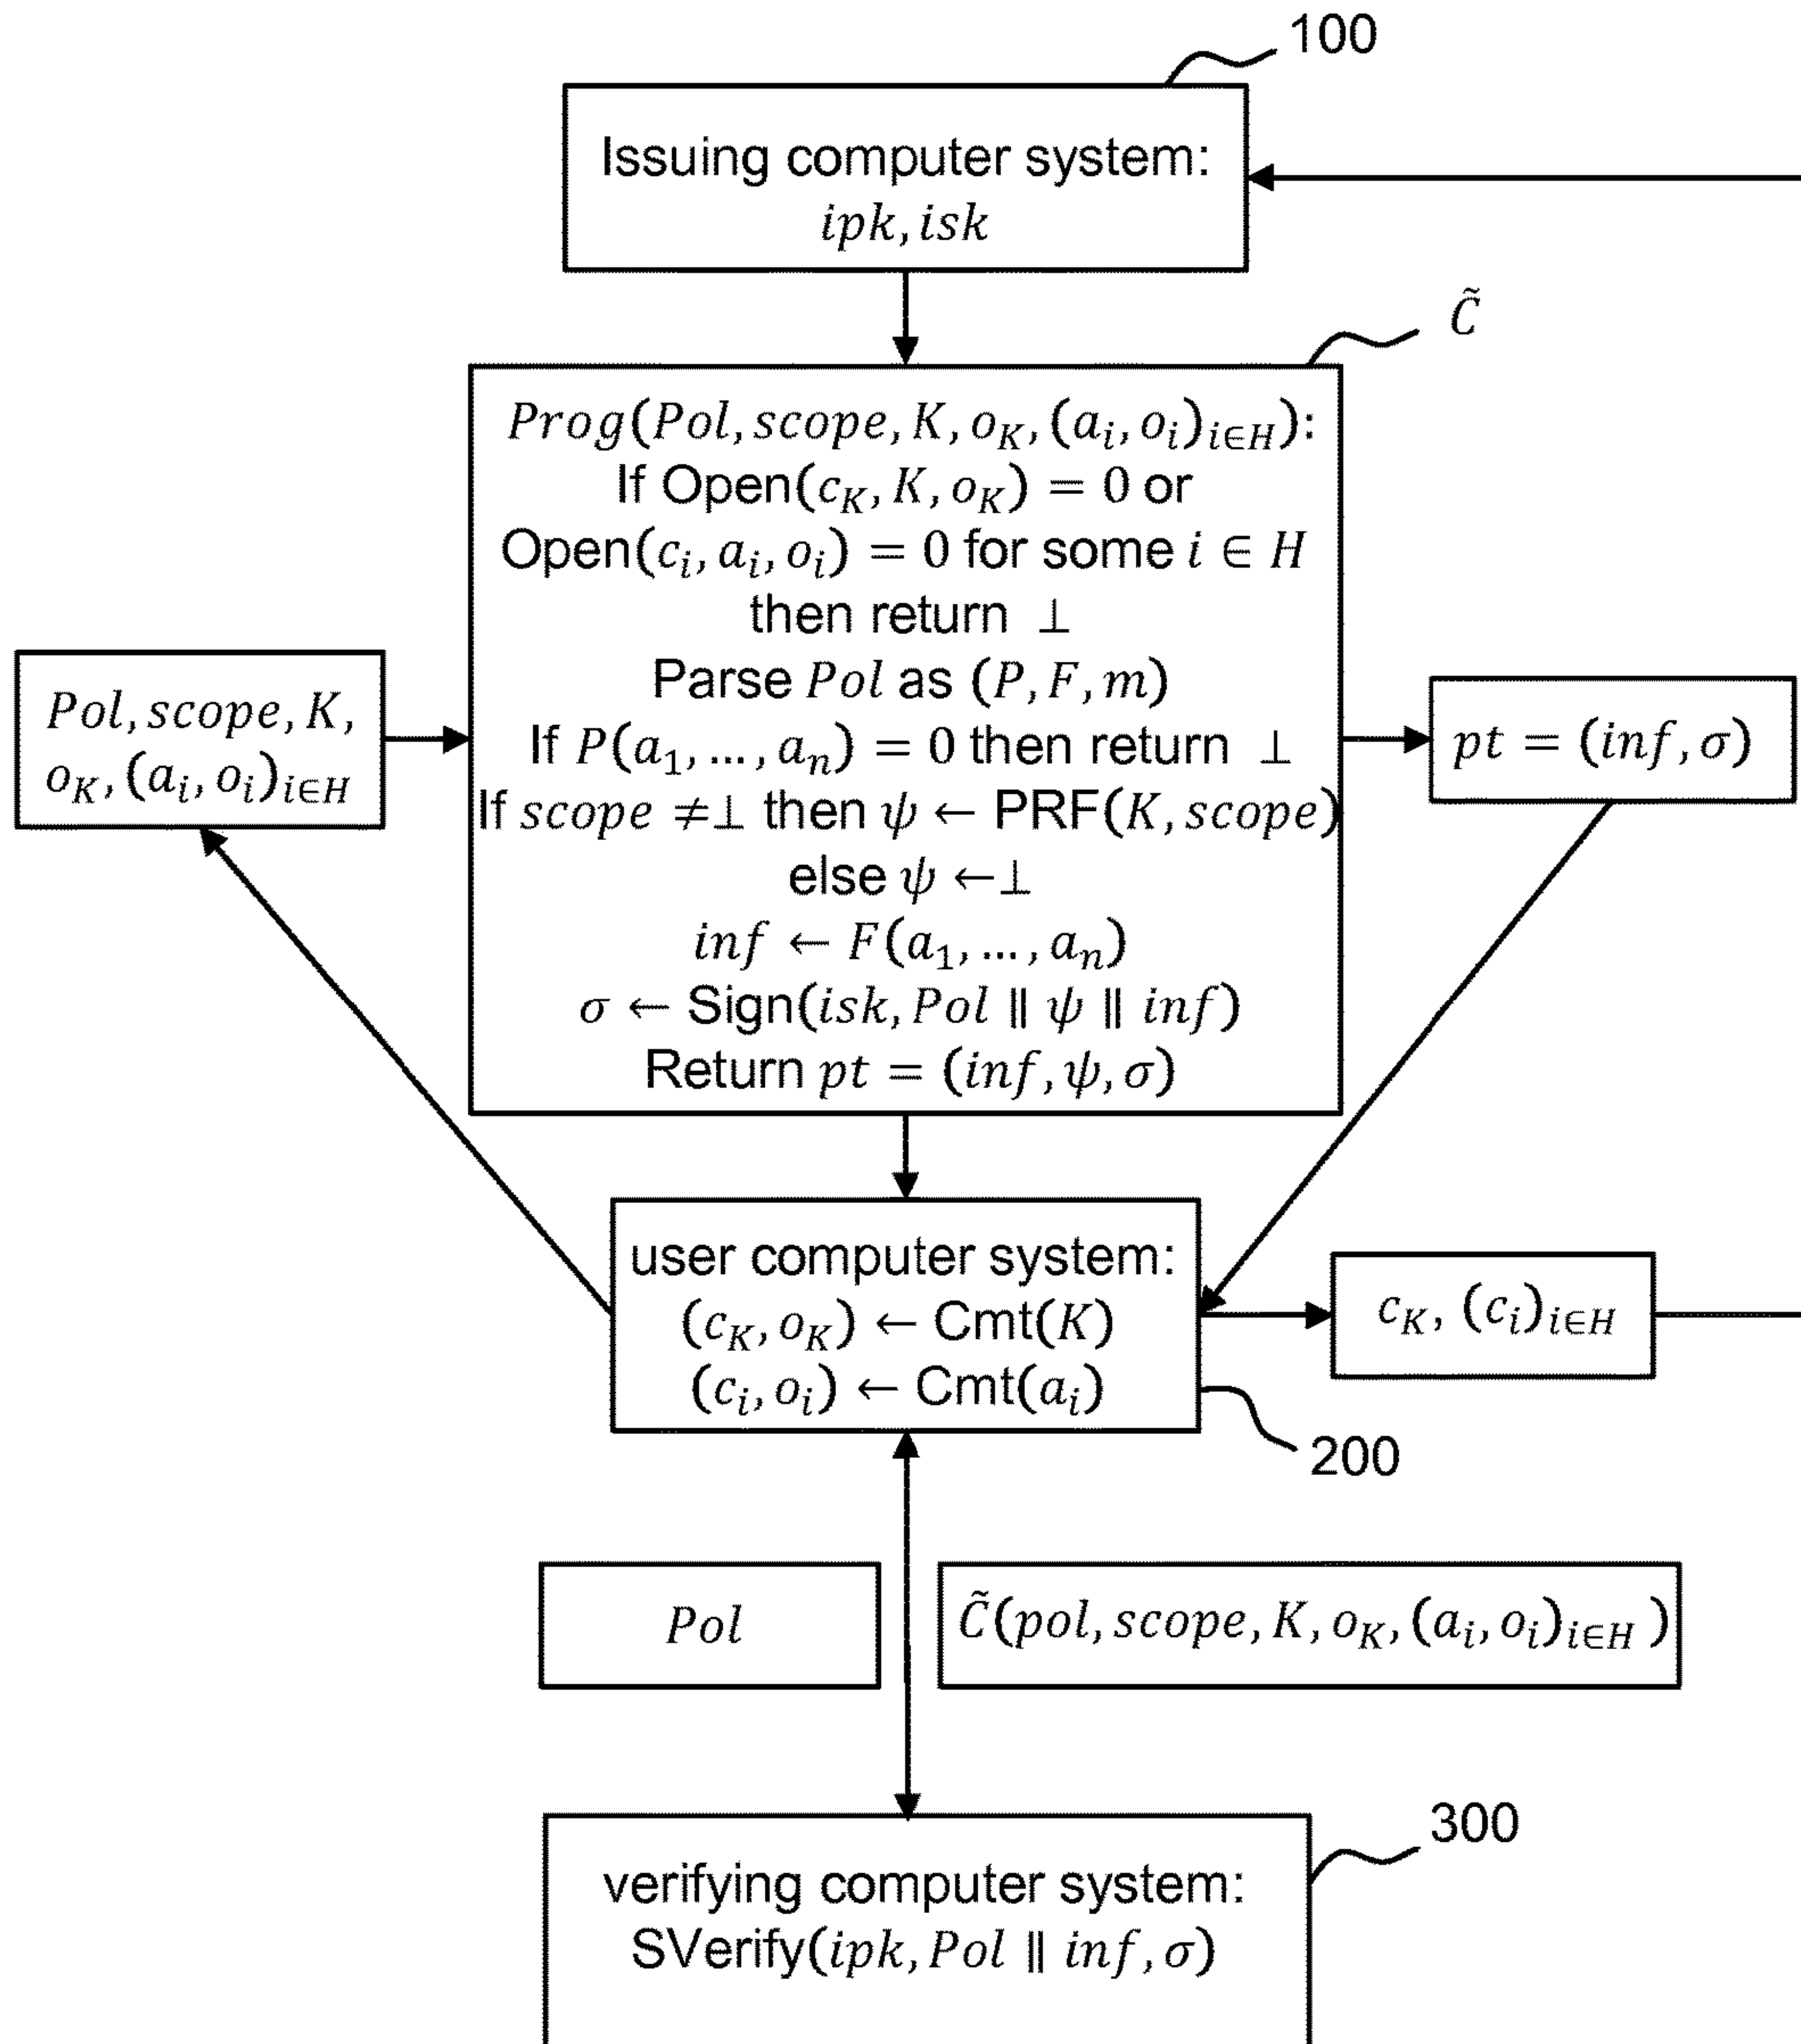 100
Issuing computer system:
ipk, isk
C̃
Prog(Pol, scope, K, o_K, (a_i, o_i)_{i∈H}):
If Open(c_K, K, o_K) = 0 or
Open(c_i, a_i, o_i) = 0 for some i ∈ H
then return ⊥
Parse Pol as (P, F, m)
If P(a_1, ..., a_n) = 0 then return ⊥
If scope ≠⊥ then ψ ← PRF(K, scope)
else ψ ←⊥
inf ← F(a_1, ..., a_n)
σ ← Sign(isk, Pol ∥ ψ ∥ inf)
Return pt = (inf, ψ, σ)
Pol, scope, K,
o_K, (a_i, o_i)_{i∈H}
pt = (inf, σ)
user computer system:
(c_K, o_K) ← Cmt(K)
(c_i, o_i) ← Cmt(a_i)
c_K, (c_i)_{i∈H}
200
Pol
C̃(pol, scope, K, o_K, (a_i, o_i)_{i∈H} )
300
verifying computer system:
SVerify(ipk, Pol ∥ inf, σ)